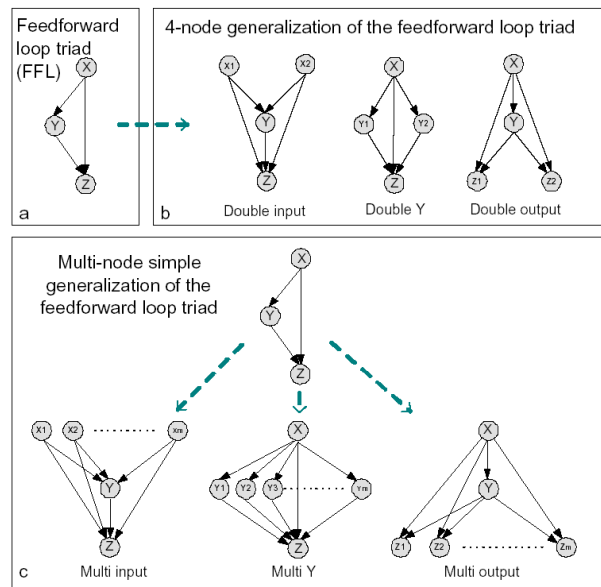 Feedforward
loop triad
(FFL)
X
Y
Z
a
4-node generalization of the feedforward loop triad
X1 X2
Y
Z
Double input
X
Y1 Y2
Z
Double Y
X
Y
Z1 Z2
Double output
b
Multi-node simple
generalization of the
feedforward loop triad
X
Y
Z
X1 X2 Xm
Y
Z
Multi input
X
Y1 Y2 Y3 Ym
Z
Multi Y
X
Y
Z1 Z2 Zm
Multi output
c